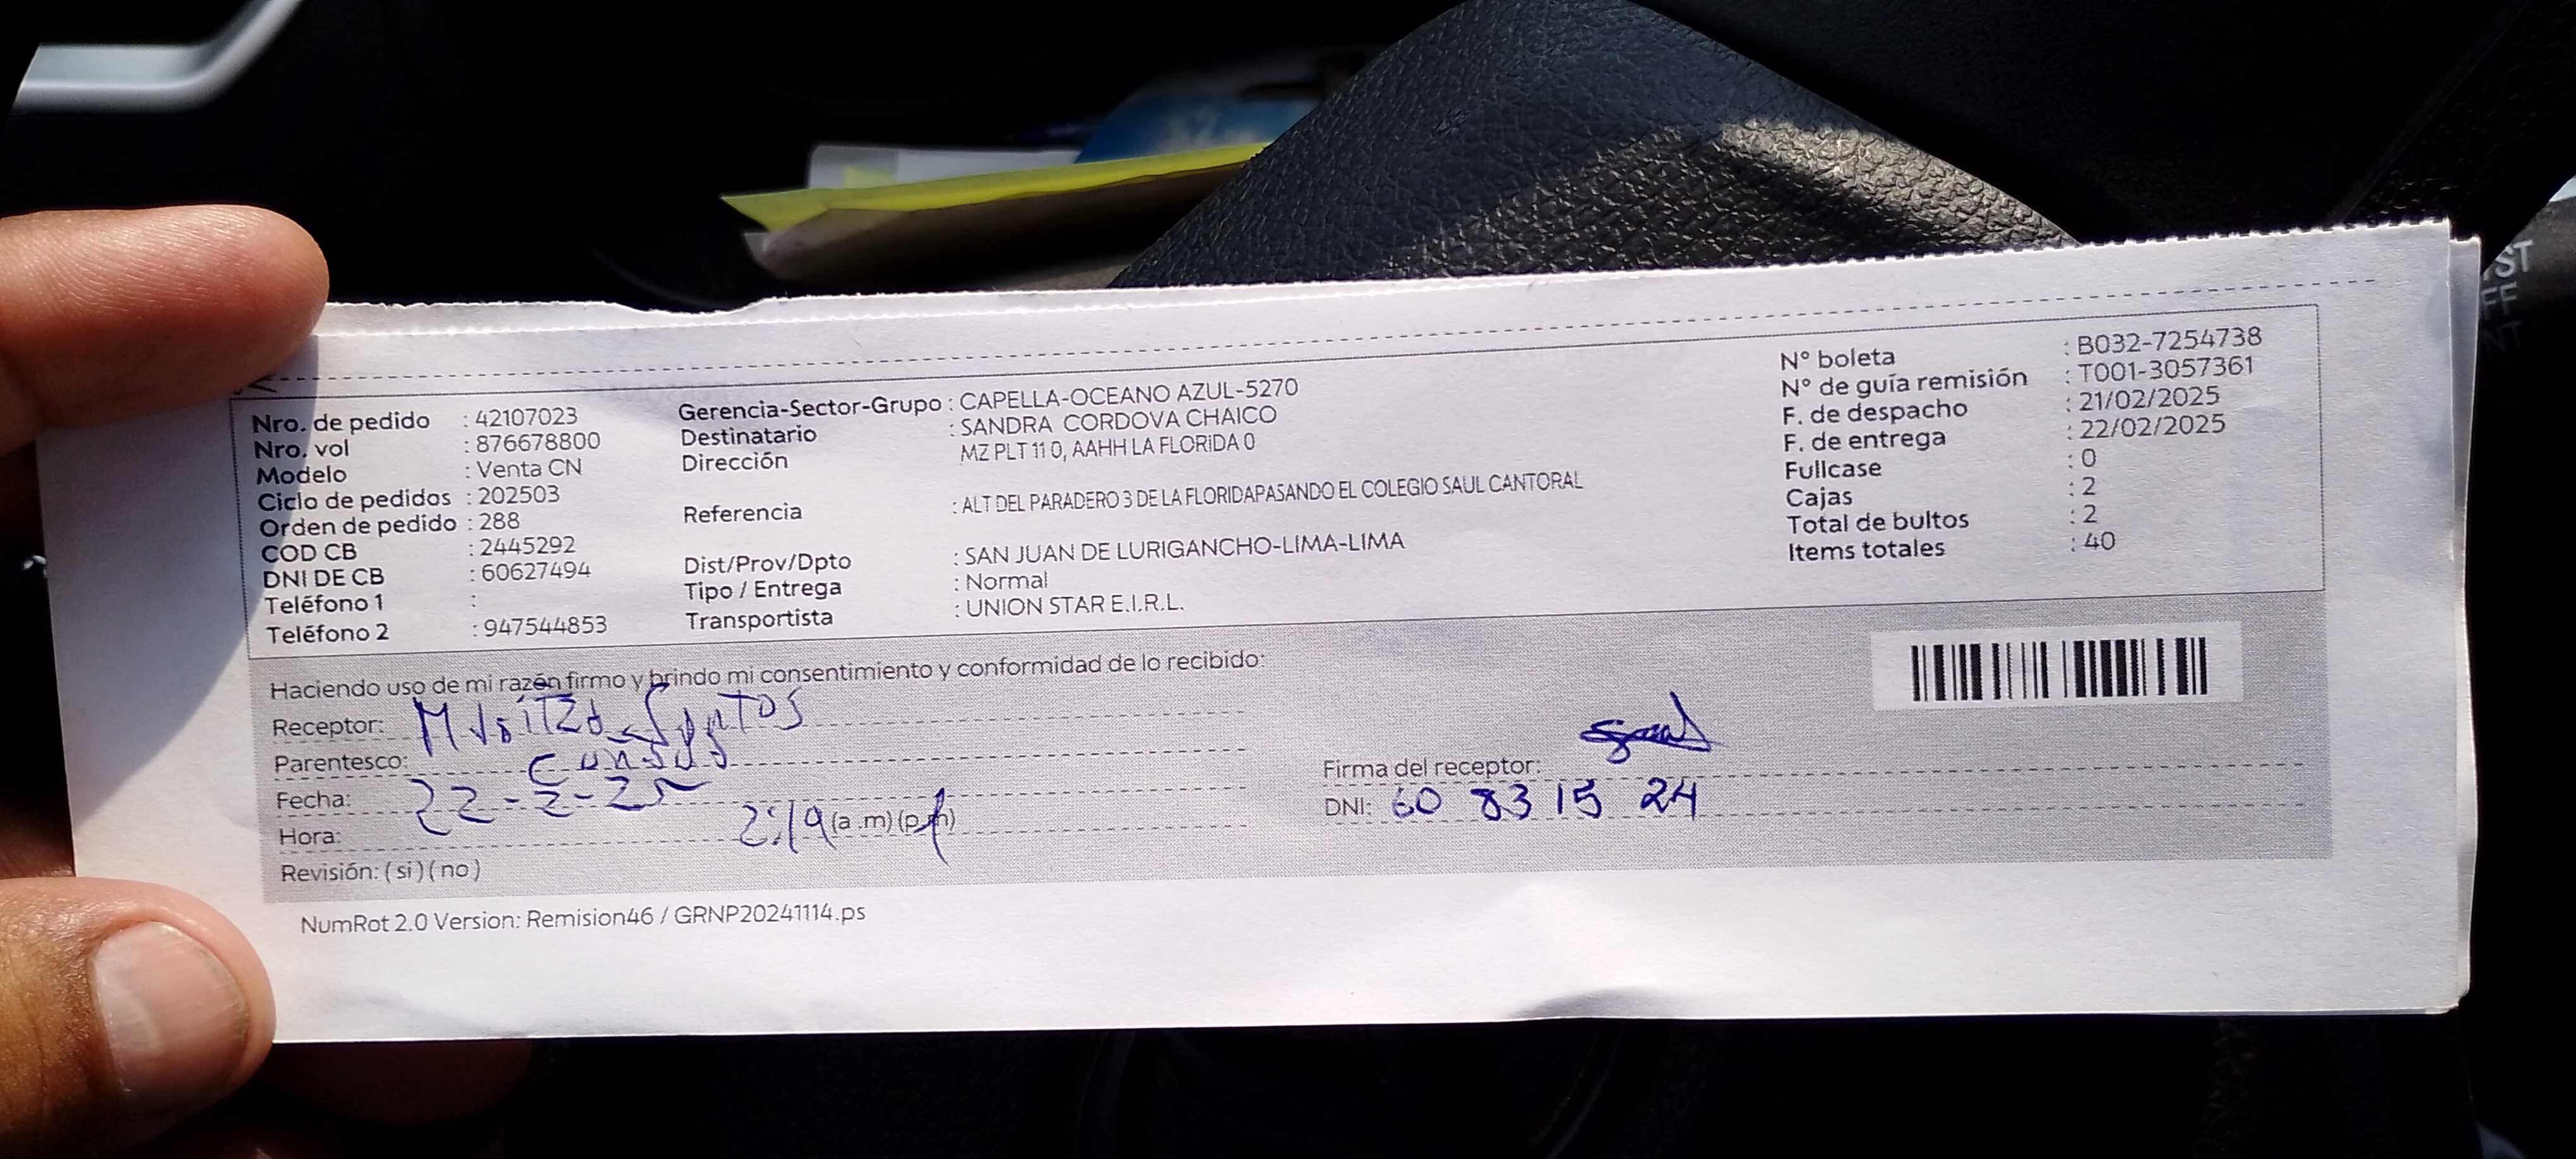 Nro. de pedido : 42107023
Nro. vol : 876678800
Modelo : Venta CN
Ciclo de pedidos : 202503
Orden de pedido : 288
COD CB : 2445292
DNI DE CB : 60627494
Teléfono 1 :
Teléfono 2 : 947544853
Gerencia-Sector-Grupo : CAPELLA-OCEANO AZUL-5270
Destinatario : SANDRA CORDOVA CHAICO
Dirección MZ PLT 11 0, AAHH LA FLORIDA 0
Referencia : ALT DEL PARADERO 3 DE LA FLORIDAPASANDO EL COLEGIO SAUL CANTORAL
Dist/Prov/Dpto : SAN JUAN DE LURIGANCHO-LIMA-LIMA
Tipo / Entrega : Normal
Transportista : UNION STAR E.I.R.L.
N° boleta : B032-7254738
N° de guía remisión : T001-3057361
F. de despacho : 21/02/2025
F. de entrega : 22/02/2025
Fullcase : 0
Cajas : 2
Total de bultos : 2
Items totales : 40
Haciendo uso de mi razón firmo y brindo mi consentimiento y conformidad de lo recibido:
Receptor: Santos
Parentesco:
Fecha: 22-2-25
Hora: 2:19 (a.m) (p.m)
Revisión: (si) (no)
Firma del receptor:
DNI: 60 83 15 24
NumRot 2.0 Version: Remision46 / GRNP20241114.ps